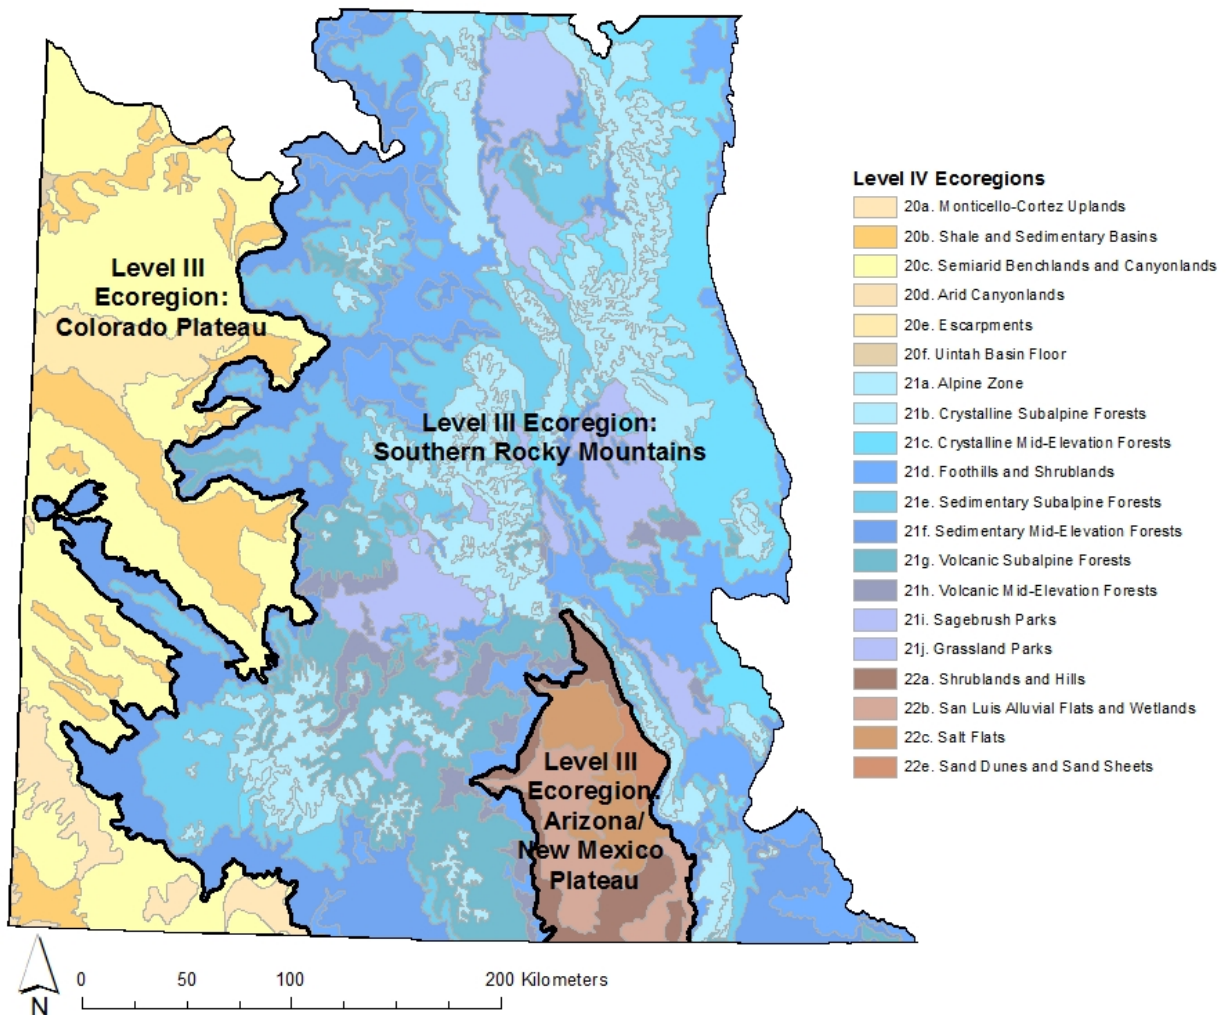 Level III
Ecoregion:
Colorado Plateau
Level III Ecoregion:
Southern Rocky Mountains
Level III
Ecoregion:
Arizona/
New Mexico
Plateau
Level IV Ecoregions
20a. Monticello-Cortez Uplands
20b. Shale and Sedimentary Basins
20c. Semiarid Benchlands and Canyonlands
20d. Arid Canyonlands
20e. Escarpments
20f. Uintah Basin Floor
21a. Alpine Zone
21b. Crystalline Subalpine Forests
21c. Crystalline Mid-Elevation Forests
21d. Foothills and Shrublands
21e. Sedimentary Subalpine Forests
21f. Sedimentary Mid-Elevation Forests
21g. Volcanic Subalpine Forests
21h. Volcanic Mid-Elevation Forests
21i. Sagebrush Parks
21j. Grassland Parks
22a. Shrublands and Hills
22b. San Luis Alluvial Flats and Wetlands
22c. Salt Flats
22e. Sand Dunes and Sand Sheets
0 50 100 200 Kilometers
N